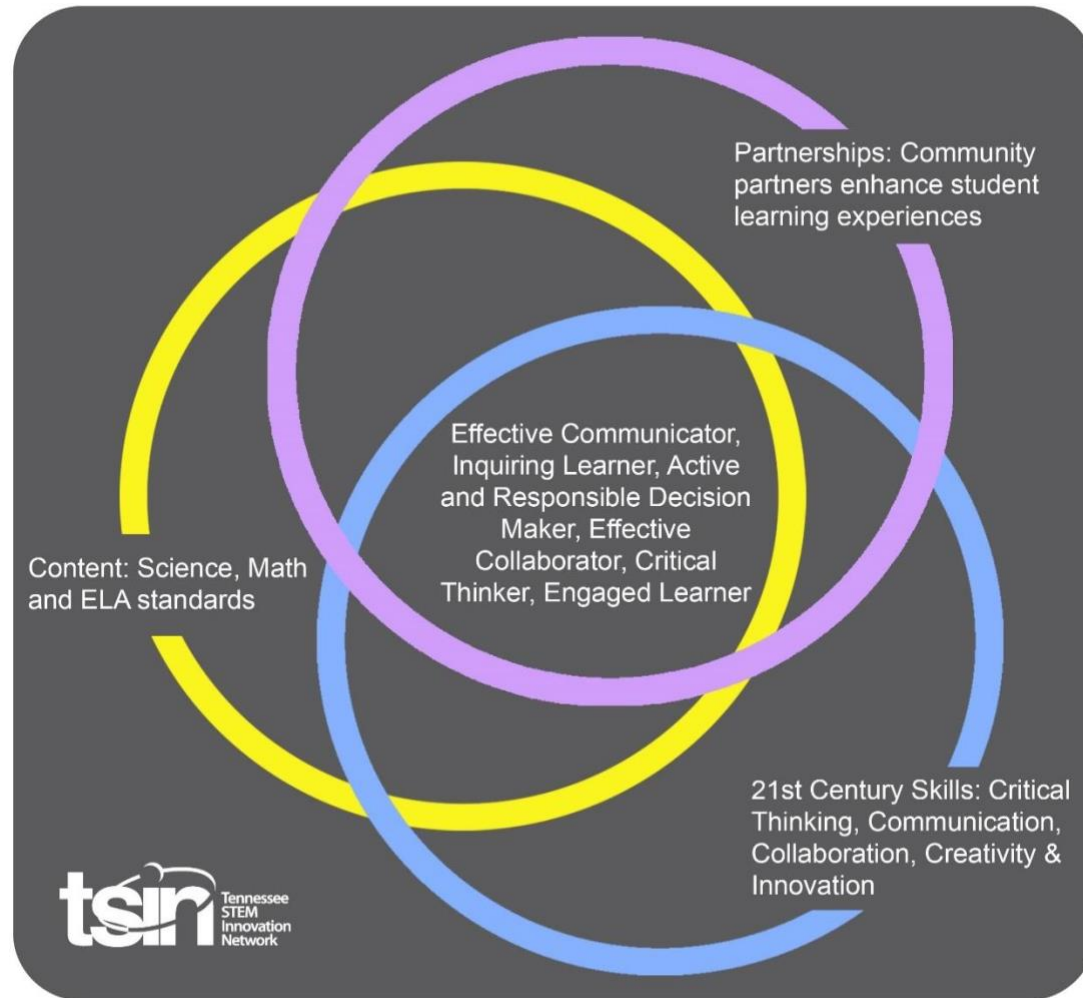 Partnerships: Community
partners enhance student
learning experiences
Effective Communicator,
Inquiring Learner, Active
and Responsible Decision
Maker, Effective
Collaborator, Critical
Thinker, Engaged Learner
Content: Science, Math
and ELA standards
21st Century Skills: Critical
Thinking, Communication,
Collaboration, Creativity &
Innovation
tsin
Tennessee
STEM
Innovation
Network